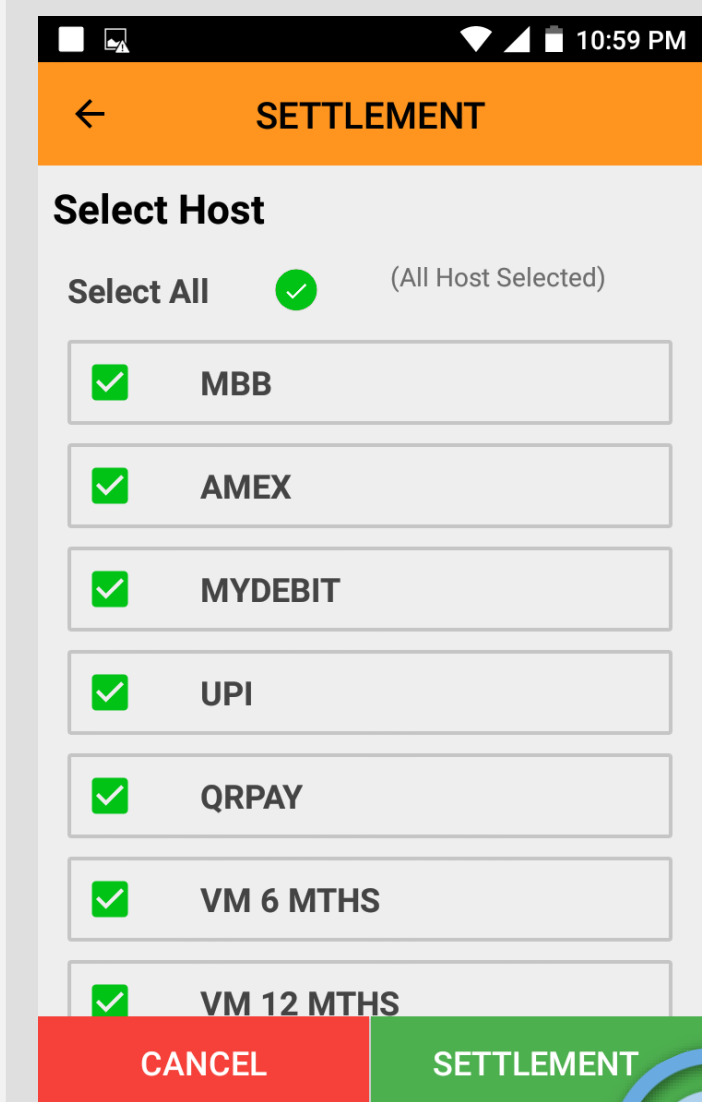 10:59 PM
SETTLEMENT
Select Host
Select All
(All Host Selected)
MBB
AMEX
MYDEBIT
UPI
QRPAY
VM 6 MTHS
VM 12 MTHS
CANCEL
SETTLEMENT